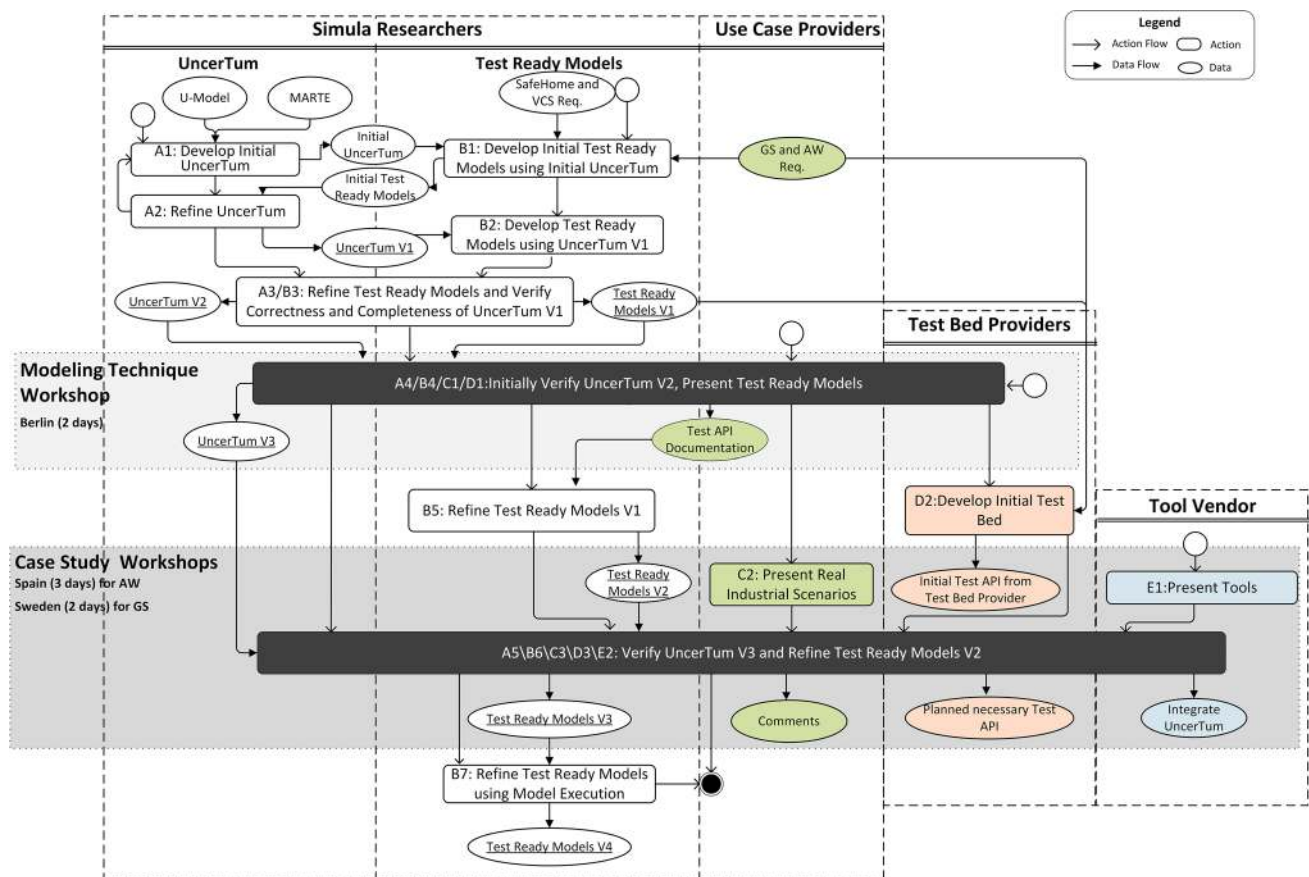 Simula Researchers
Use Case Providers
Legend
Action Flow
Action
Data Flow
Data
UncerTum
Test Ready Models
U-Model
MARTE
SafeHome and
VCS Req.
A1: Develop Initial
UncerTum
Initial
UncerTum
B1: Develop Initial Test Ready
Models using Initial UncerTum
GS and AW
Req.
Initial Test
Ready Models
A2: Refine UncerTum
B2: Develop Test Ready
Models using UncerTum V1
UncerTum V1
A3/B3: Refine Test Ready Models and Verify
Correctness and Completeness of UncerTum V1
UncerTum V2
Test Ready
Models V1
Test Bed Providers
Modeling Technique
Workshop
Berlin (2 days)
A4/B4/C1/D1:Initially Verify UncerTum V2, Present Test Ready Models
UncerTum V3
Test API
Documentation
B5: Refine Test Ready Models V1
D2:Develop Initial Test
Bed
Tool Vendor
Case Study Workshops
Spain (3 days) for AW
Sweden (2 days) for GS
Test Ready
Models V2
C2: Present Real
Industrial Scenarios
Initial Test API from
Test Bed Provider
E1:Present Tools
A5\B6\C3\D3\E2: Verify UncerTum V3 and Refine Test Ready Models V2
Test Ready Models V3
Comments
Planned necessary Test
API
Integrate
UncerTum
B7: Refine Test Ready Models
using Model Execution
Test Ready Models V4